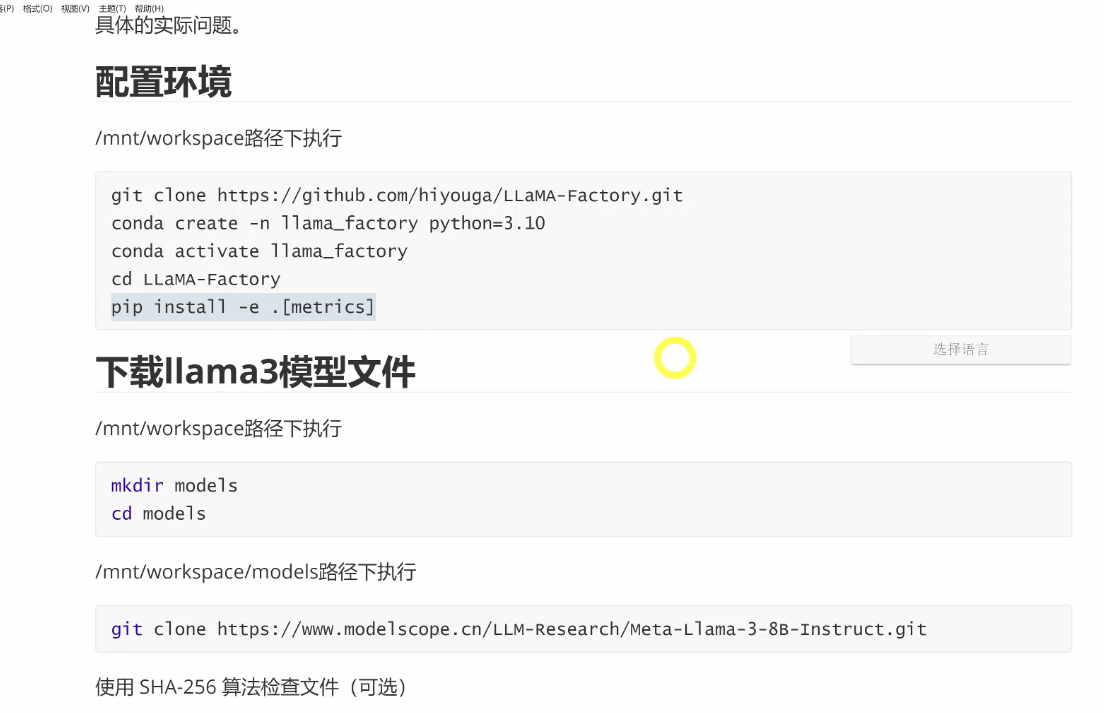 落(P) 格式(O) 视图(V) 主题(T) 帮助(H)
具体的实际问题。
配置环境
/mnt/workspace路径下执行
git clone https://github.com/hiyouga/LLaMA-Factory.git
conda create -n llama_factory python=3.10
conda activate llama_factory
cd LLaMA-Factory
pip install -e .[metrics]
选择语言
下载llama3模型文件
/mnt/workspace路径下执行
mkdir models
cd models
/mnt/workspace/models路径下执行
git clone https://www.modelscope.cn/LLM-Research/Meta-Llama-3-8B-Instruct.git
使用 SHA-256 算法检查文件（可选）